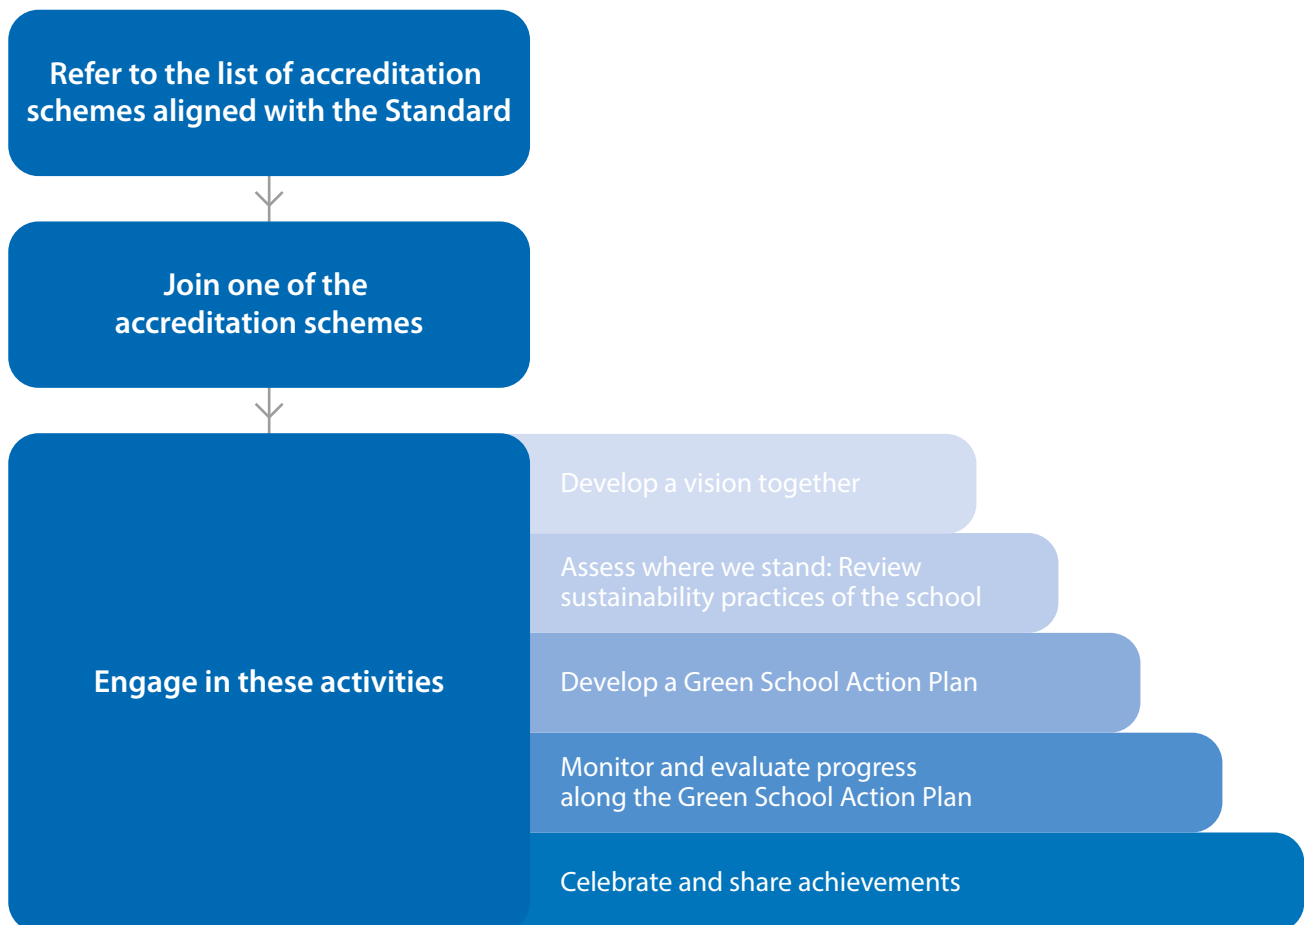 Refer to the list of accreditation
schemes aligned with the Standard
Join one of the
accreditation schemes
Engage in these activities
Develop a vision together
Assess where we stand: Review
sustainability practices of the school
Develop a Green School Action Plan
Monitor and evaluate progress
along the Green School Action Plan
Celebrate and share achievements